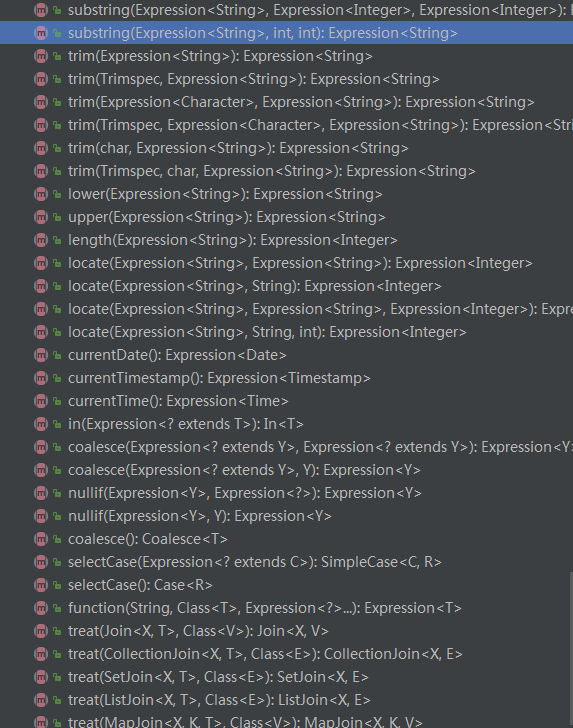 substring(Expression<String>, Expression<Integer>, Expression<Integer>):
substring(Expression<String>, int, int): Expression<String>
trim(Expression<String>): Expression<String>
trim(Trimspec, Expression<String>): Expression<String>
trim(Expression<Character>, Expression<String>): Expression<String>
trim(Trimspec, Expression<Character>, Expression<String>): Expression<Stri
trim(char, Expression<String>): Expression<String>
trim(Trimspec, char, Expression<String>): Expression<String>
lower(Expression<String>): Expression<String>
upper(Expression<String>): Expression<String>
length(Expression<String>): Expression<Integer>
locate(Expression<String>, Expression<String>): Expression<Integer>
locate(Expression<String>, String): Expression<Integer>
locate(Expression<String>, Expression<String>, Expression<Integer>): Expre
locate(Expression<String>, String, int): Expression<Integer>
currentDate(): Expression<Date>
currentTimestamp(): Expression<Timestamp>
currentTime(): Expression<Time>
in(Expression<? extends T>): In<T>
coalesce(Expression<? extends Y>, Expression<? extends Y>): Expression<Y>
coalesce(Expression<? extends Y>, Y): Expression<Y>
nullif(Expression<Y>, Expression<?>): Expression<Y>
nullif(Expression<Y>, Y): Expression<Y>
coalesce(): Coalesce<T>
selectCase(Expression<? extends C>): SimpleCase<C, R>
selectCase(): Case<R>
function(String, Class<T>, Expression<?>...): Expression<T>
treat(Join<X, T>, Class<V>): Join<X, V>
treat(CollectionJoin<X, T>, Class<E>): CollectionJoin<X, E>
treat(SetJoin<X, T>, Class<E>): SetJoin<X, E>
treat(ListJoin<X, T>, Class<E>): ListJoin<X, E>
treat(MapJoin<X, K, T>, Class<V>): MapJoin<X, K, V>